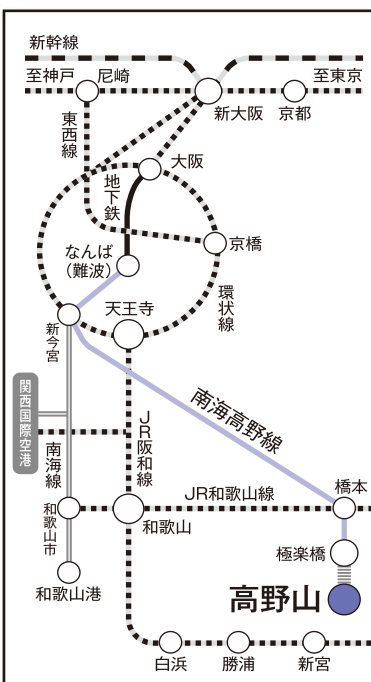 新幹線
至神戸
尼崎
新大阪
京都
至東京
東西線
大阪
地下鉄
なんば
(難波)
京橋
環状線
天王寺
新今宮
関西国際空港
南海線
JR阪和線
南海高野線
和歌山市
JR和歌山線
和歌山
橋本
極楽橋
高野山
和歌山港
白浜
勝浦
新宮